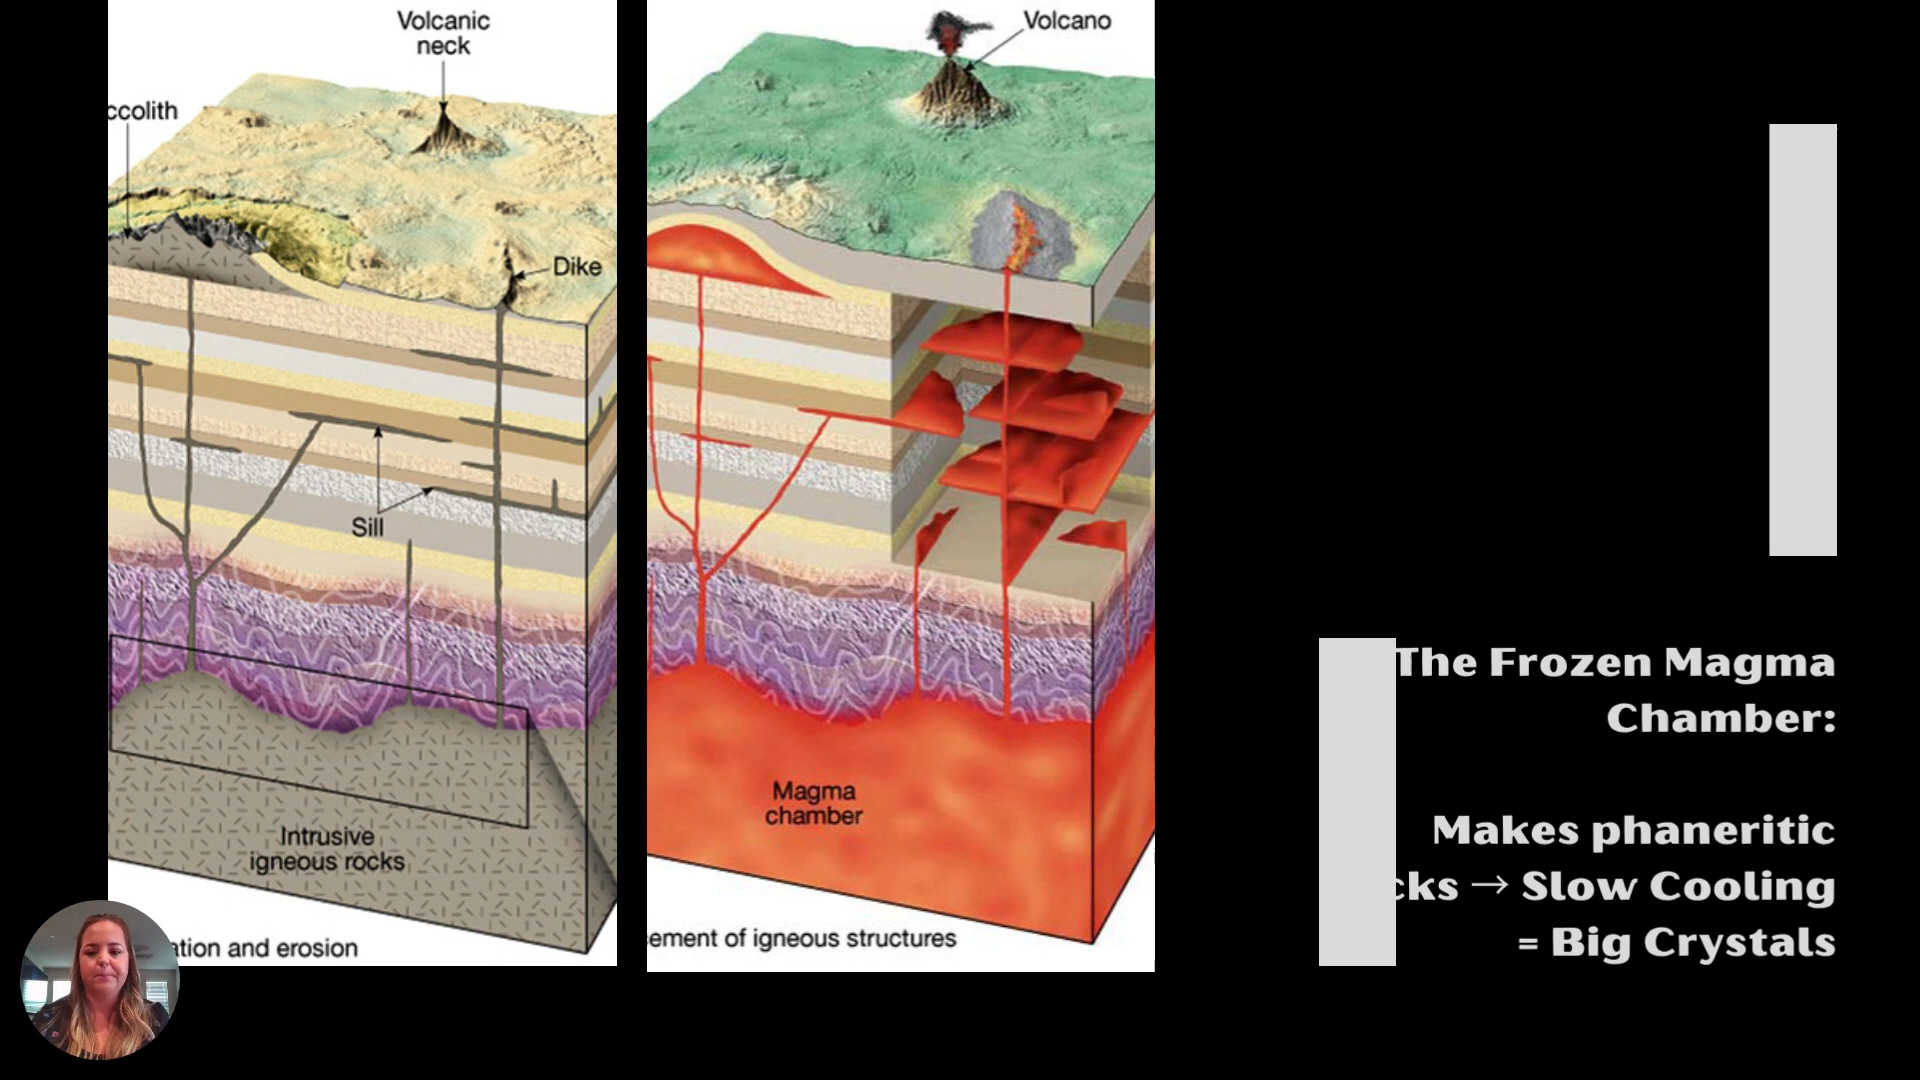 Volcanic
neck
ccolith
Dike
Sill
Intrusive
igneous rocks
ation and erosion
Volcano
Magma
chamber
ement of igneous structures
The Frozen Magma
Chamber:
Makes phaneritic
cks → Slow Cooling
= Big Crystals